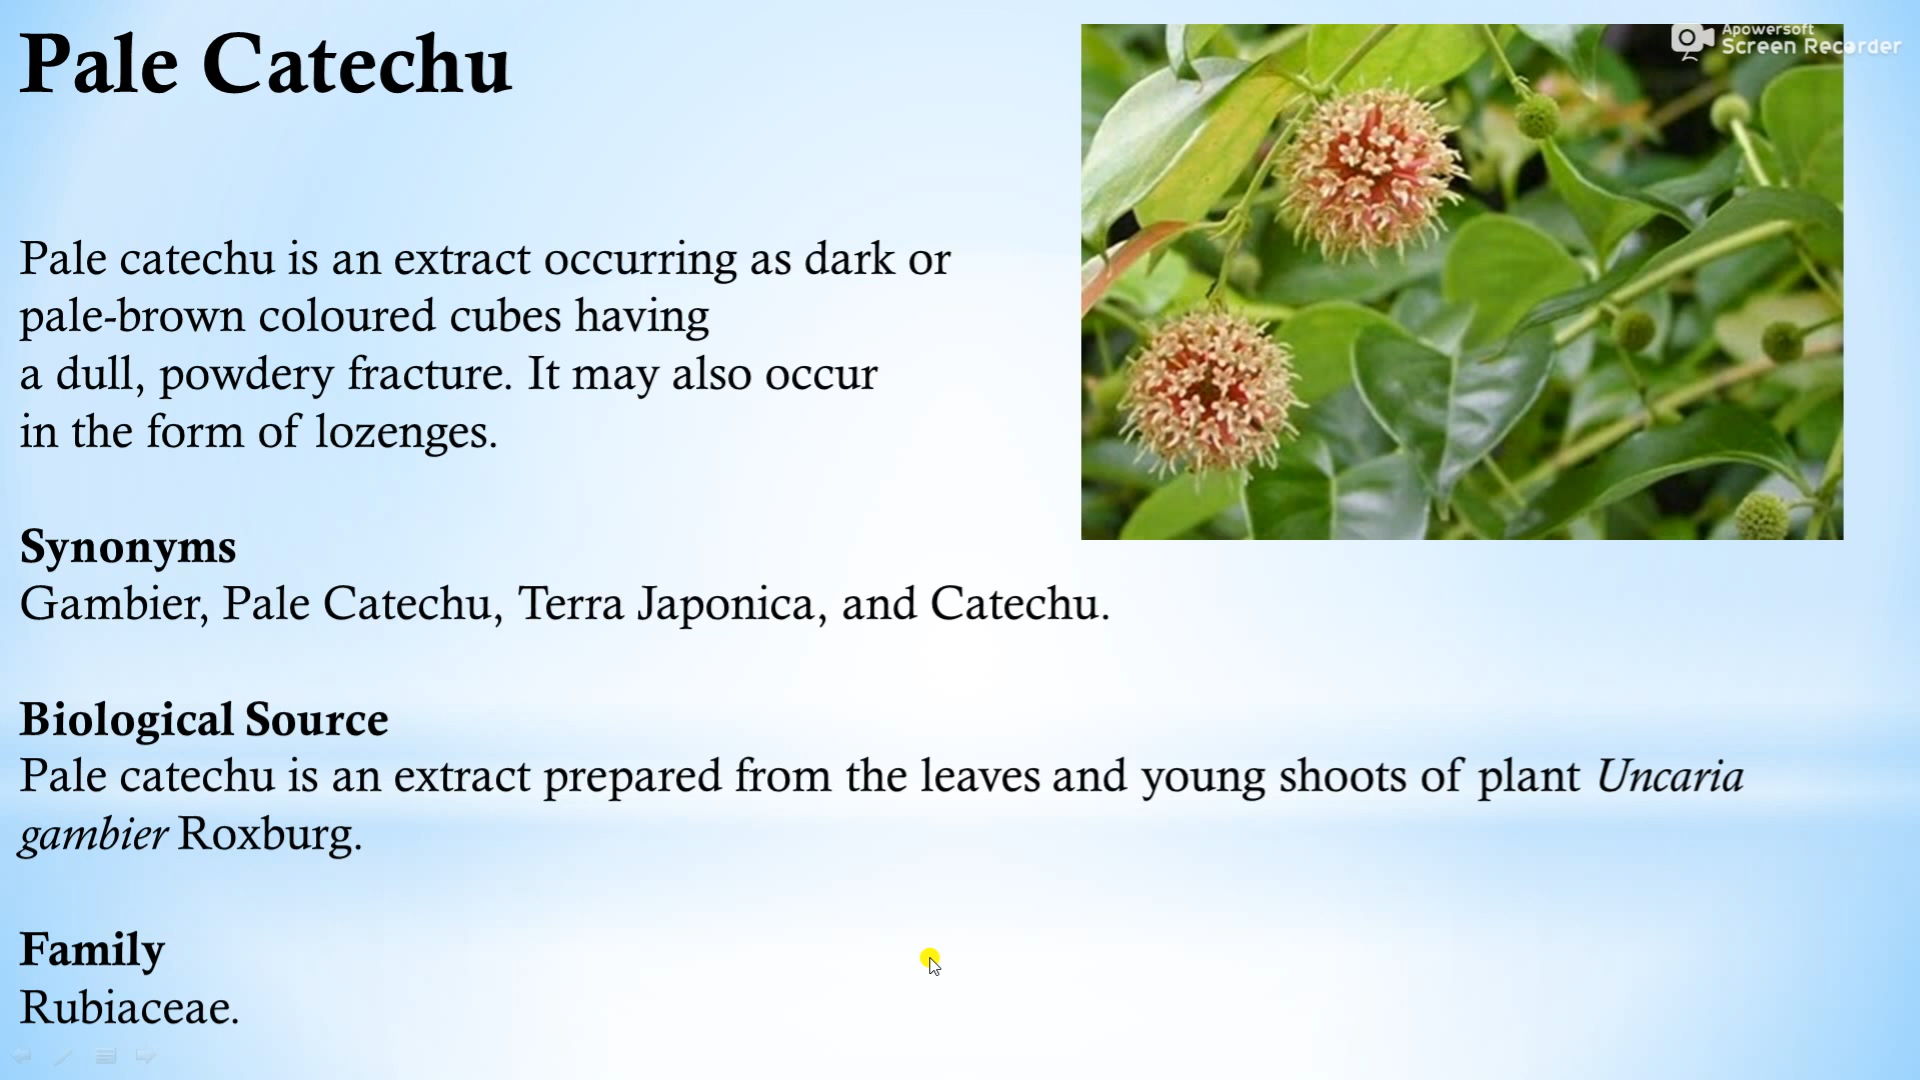 Pale Catechu
Apowersoft
Screen Recorder
Pale catechu is an extract occurring as dark or
pale-brown coloured cubes having
a dull, powdery fracture. It may also occur
in the form of lozenges.
Synonyms
Gambier, Pale Catechu, Terra Japonica, and Catechu.
Biological Source
Pale catechu is an extract prepared from the leaves and young shoots of plant Uncaria
gambier Roxburg.
Family
Rubiaceae.